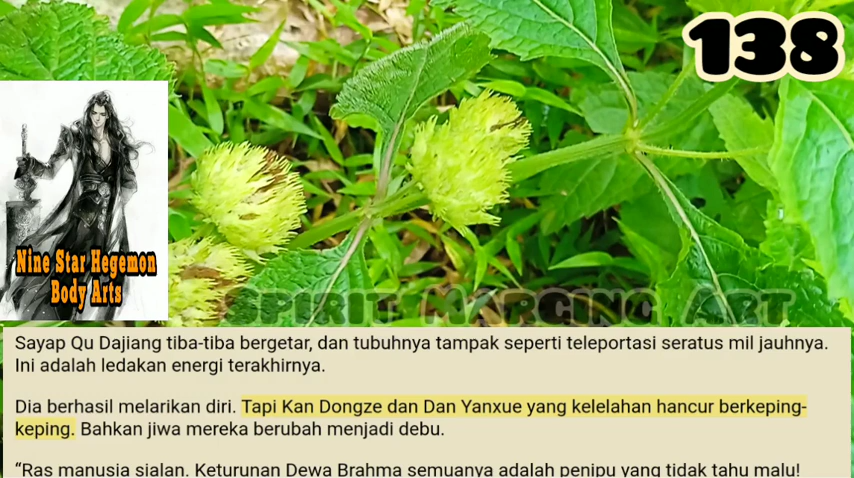 138
Nine Star Hegemon
Body Arts
SPIRIT MARCING ART
Sayap Qu Dajiang tiba-tiba bergetar, dan tubuhnya tampak seperti teleportasi seratus mil jauhnya.
Ini adalah ledakan energi terakhirnya.
Dia berhasil melarikan diri. Tapi Kan Dongze dan Dan Yanxue yang kelelahan hancur berkeping-
keping. Bahkan jiwa mereka berubah menjadi debu.
“Ras manusia sialan. Keturunan Dewa Brahma semuanya adalah penipu yang tidak tahu malu!